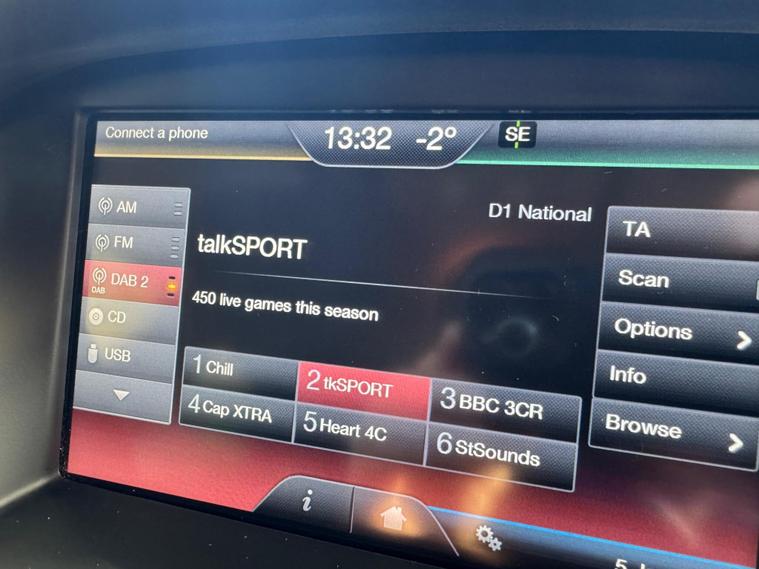 Connect a phone
13:32 -2° SE
AM
FM
DAB DAB 2
CD
USB
D1 National
talkSPORT
450 live games this season
1 Chill
2 tkSPORT
3 BBC 3CR
4 Cap XTRA
5 Heart 4C
6 StSounds
TA
Scan
Options
Info
Browse
i